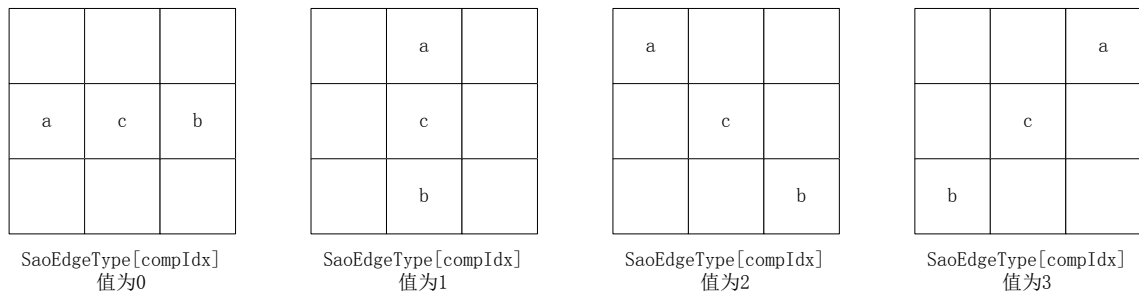 a
a
a
a c b
c
c
c
b
b
b
SaoEdgeType[compIdx]
值为0
SaoEdgeType[compIdx]
值为1
SaoEdgeType[compIdx]
值为2
SaoEdgeType[compIdx]
值为3